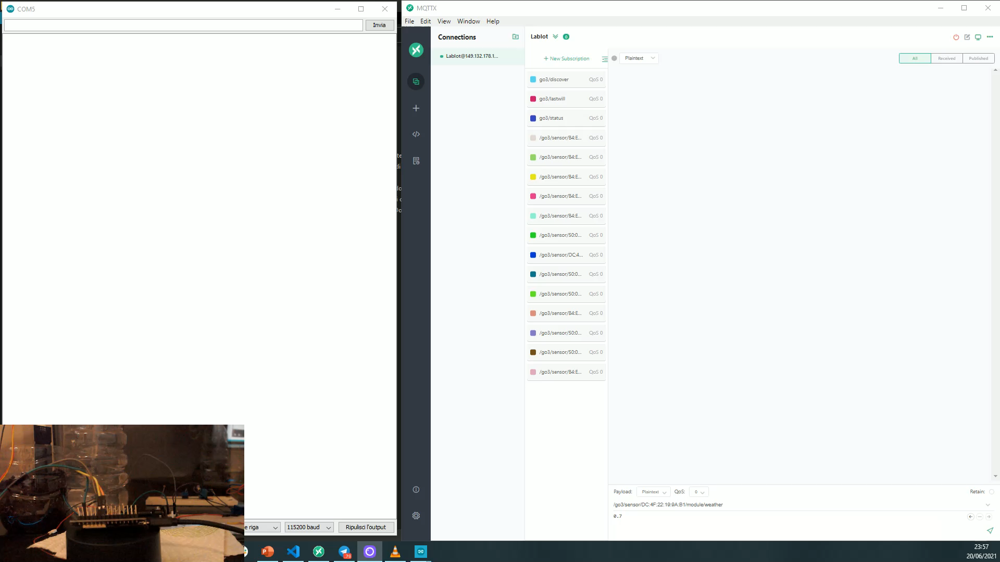 COM5
Invia
MQTTX
File Edit View Window Help
Connections
LabIot 0
LabIot@149.132.178.1...
+ New Subscription
Plaintext
All Received Published
go3/discover QoS 0
go3/lastwill QoS 0
go3/status QoS 0
/go3/sensor/B4:E... QoS 0
/go3/sensor/B4:E... QoS 0
/go3/sensor/B4:E... QoS 0
/go3/sensor/B4:E... QoS 0
/go3/sensor/B4:E... QoS 0
/go3/sensor/50:0... QoS 0
/go3/sensor/DC:4... QoS 0
/go3/sensor/50:0... QoS 0
/go3/sensor/50:0... QoS 0
/go3/sensor/B4:E... QoS 0
/go3/sensor/50:0... QoS 0
/go3/sensor/50:0... QoS 0
/go3/sensor/B4:E... QoS 0
Payload: Plaintext QoS: 0 Retain:
/go3/sensor/DC:4F:22:19:9A:B1/module/weather
0.7
e riga 115200 baud Ripulisci l'output
79
23:57
20/06/2021